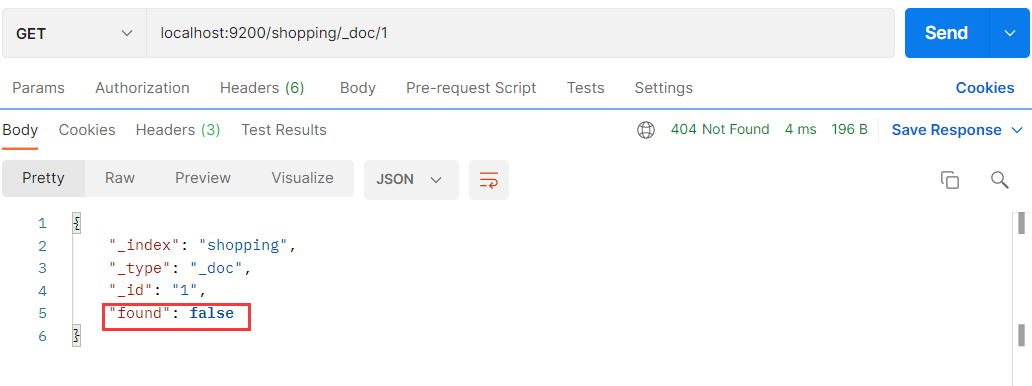 GET localhost:9200/shopping/_doc/1 Send
Params Authorization Headers (6) Body Pre-request Script Tests Settings Cookies
Body Cookies Headers (3) Test Results 404 Not Found 4 ms 196 B Save Response
Pretty Raw Preview Visualize JSON
1 {
2 "_index": "shopping",
3 "_type": "_doc",
4 "_id": "1",
5 "found": false
6 }